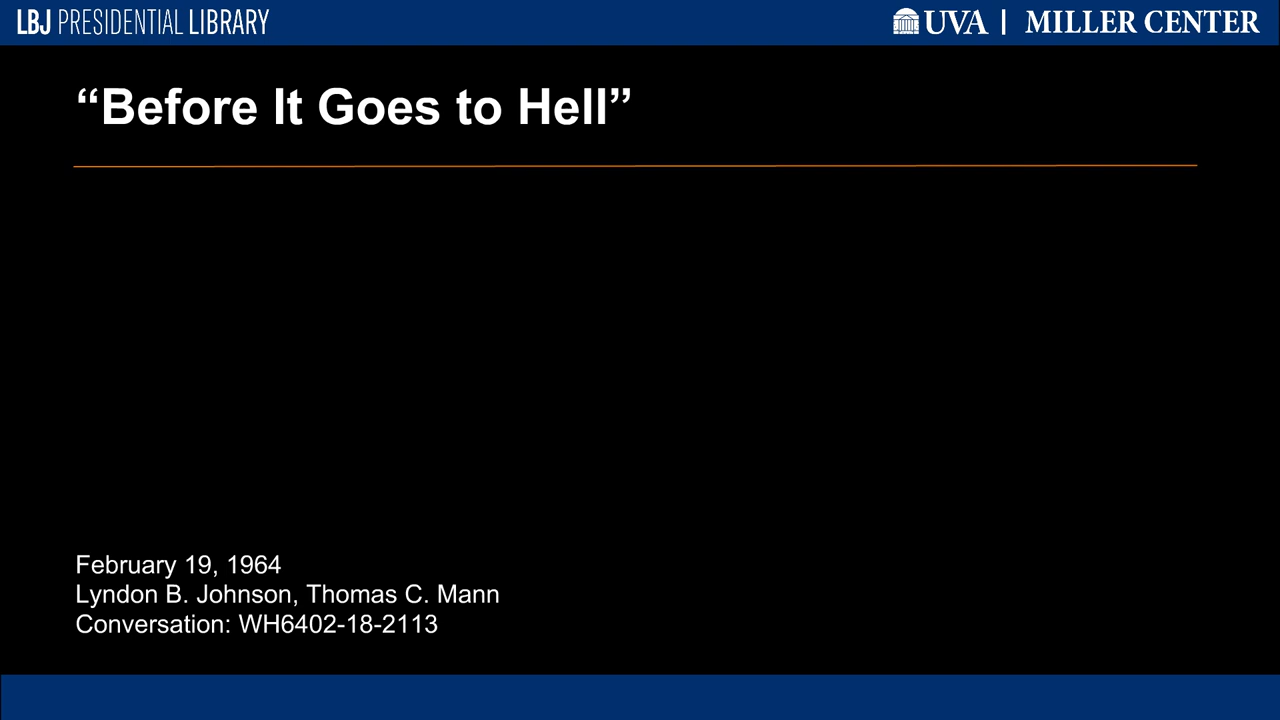 LBJ PRESIDENTIAL LIBRARY
UVA | MILLER CENTER
“Before It Goes to Hell”
February 19, 1964
Lyndon B. Johnson, Thomas C. Mann
Conversation: WH6402-18-2113